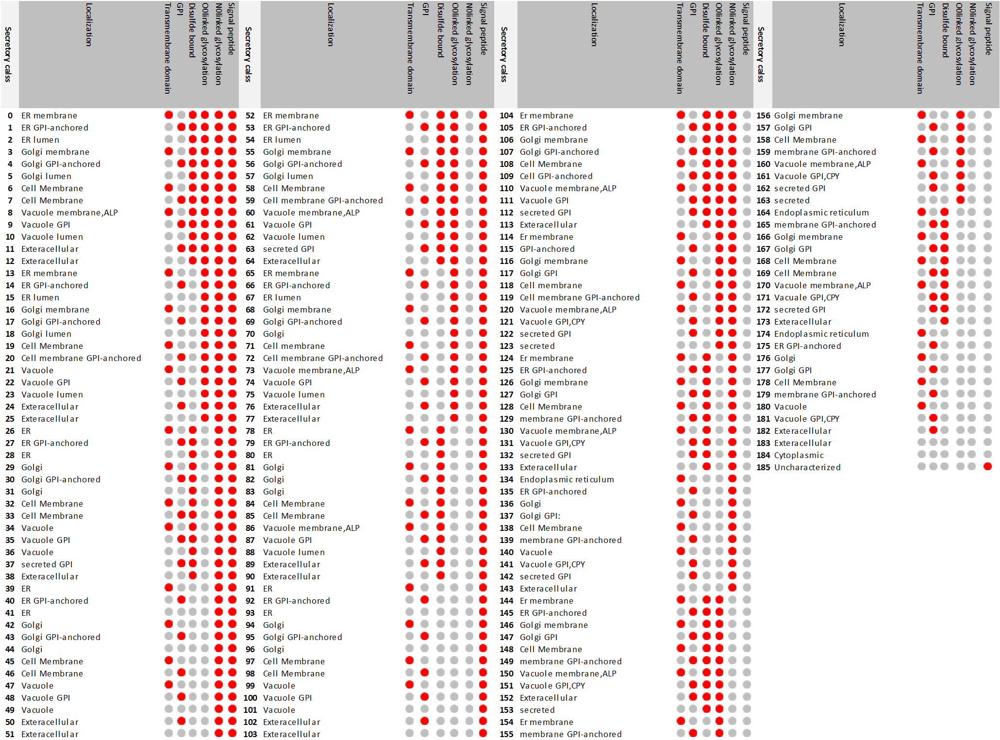 Secretory calss
Localization
Transmembrane domain
GPI
Disulfde bound
O0linked glycosylation
N0linked glycosylation
Signal peptide
0 ER membrane
1 ER GPI-anchored
2 ER lumen
3 Golgi membrane
4 Golgi GPI-anchored
5 Golgi lumen
6 Cell Membrane
7 Cell Membrane
8 Vacuole membrane,ALP
9 Vacuole GPI
10 Vacuole lumen
11 Exteracellular
12 Exteracellular
13 ER membrane
14 ER GPI-anchored
15 ER lumen
16 Golgi membrane
17 Golgi GPI-anchored
18 Golgi lumen
19 Cell Membrane
20 Cell membrane GPI-anchored
21 Vacuole
22 Vacuole GPI
23 Vacuole lumen
24 Exteracellular
25 Exteracellular
26 ER
27 ER GPI-anchored
28 ER
29 Golgi
30 Golgi GPI-anchored
31 Golgi
32 Cell Membrane
33 Cell Membrane
34 Vacuole
35 Vacuole GPI
36 Vacuole
37 secreted GPI
38 Exteracellular
39 ER
40 ER GPI-anchored
41 ER
42 Golgi
43 Golgi GPI-anchored
44 Golgi
45 Cell Membrane
46 Cell Membrane
47 Vacuole
48 Vacuole GPI
49 Vacuole
50 Exteracellular
51 Exteracellular
Secretory calss
Localization
Transmembrane domain
GPI
Disulfde bound
O0linked glycosylation
N0linked glycosylation
Signal peptide
52 ER membrane
53 ER GPI-anchored
54 ER lumen
55 Golgi membrane
56 Golgi GPI-anchored
57 Golgi lumen
58 Cell Membrane
59 Cell membrane GPI-anchored
60 Vacuole membrane,ALP
61 Vacuole GPI
62 Vacuole lumen
63 secreted GPI
64 Exteracellular
65 ER membrane
66 ER GPI-anchored
67 ER lumen
68 Golgi membrane
69 Golgi GPI-anchored
70 Golgi
71 Cell membrane
72 Cell membrane GPI-anchored
73 Vacuole membrane,ALP
74 Vacuole GPI
75 Vacuole lumen
76 Exteracellular
77 Exteracellular
78 ER
79 ER GPI-anchored
80 ER
81 Golgi
82 Golgi
83 Golgi
84 Cell Membrane
85 Cell Membrane
86 Vacuole membrane,ALP
87 Vacuole GPI
88 Vacuole lumen
89 Exteracellular
90 Exteracellular
91 ER
92 ER GPI-anchored
93 ER
94 Golgi
95 Golgi GPI-anchored
96 Golgi
97 Cell Membrane
98 Cell Membrane
99 Vacuole
100 Vacuole GPI
101 Vacuole
102 Exteracellular
103 Exteracellular
Secretory calss
Localization
Transmembrane domain
GPI
Disulfde bound
O0linked glycosylation
N0linked glycosylation
Signal peptide
104 Er membrane
105 ER GPI-anchored
106 Golgi membrane
107 Golgi GPI-anchored
108 Cell Membrane
109 Cell GPI-anchored
110 Vacuole membrane,ALP
111 Vacuole GPI
112 secreted GPI
113 Exteracellular
114 Er membrane
115 GPI-anchored
116 Golgi membrane
117 Golgi GPI
118 Cell membrane
119 Cell membrane GPI-anchored
120 Vacuole membrane,ALP
121 Vacuole GPI,CPY
122 secreted GPI
123 secreted
124 Er membrane
125 ER GPI-anchored
126 Golgi membrane
127 Golgi GPI
128 Cell Membrane
129 membrane GPI-anchored
130 Vacuole membrane,ALP
131 Vacuole GPI,CPY
132 secreted GPI
133 Exteracellular
134 Endoplasmic reticulum
135 ER GPI-anchored
136 Golgi
137 Golgi GPI:
138 Cell Membrane
139 membrane GPI-anchored
140 Vacuole
141 Vacuole GPI,CPY
142 secreted GPI
143 Exteracellular
144 Er membrane
145 ER GPI-anchored
146 Golgi membrane
147 Golgi GPI
148 Cell Membrane
149 membrane GPI-anchored
150 Vacuole membrane,ALP
151 Vacuole GPI,CPY
152 Exteracellular
153 secreted
154 Er membrane
155 membrane GPI-anchored
Secretory calss
Localization
Transmembrane domain
GPI
Disulfde bound
O0linked glycosylation
N0linked glycosylation
Signal peptide
156 Golgi membrane
157 Golgi GPI
158 Cell Membrane
159 membrane GPI-anchored
160 Vacuole membrane,ALP
161 Vacuole GPI,CPY
162 secreted GPI
163 secreted
164 Endoplasmic reticulum
165 membrane GPI-anchored
166 Golgi membrane
167 Golgi GPI
168 Cell Membrane
169 Cell Membrane
170 Vacuole membrane,ALP
171 Vacuale GPI,CPY
172 secreted GPI
173 Exteracellular
174 Endoplasmic reticulum
175 ER GPI-anchored
176 Golgi
177 Golgi GPI
178 Cell Membrane
179 membrane GPI-anchored
180 Vacuole
181 Vacuole GPI,CPY
182 Exteracellular
183 Exteracellular
184 Cytoplasmic
185 Uncharacterized